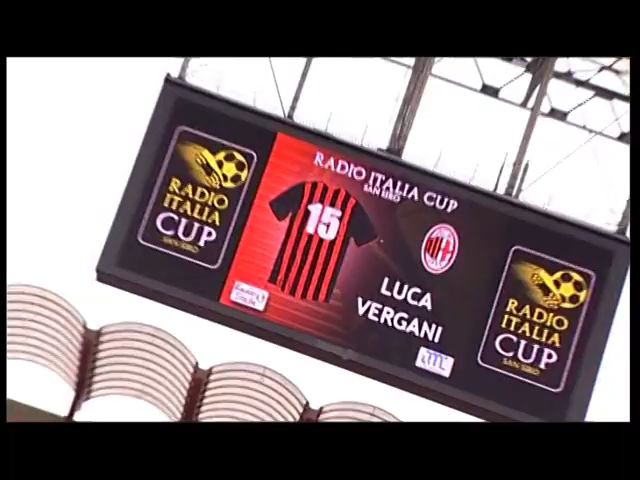 RADIO
ITALIA
CUP
SAN SIRO
RADIO ITALIA CUP
SAN SIRO
15
LUCA
VERGANI
RADIO
ITALIA
CUP
SAN SIRO